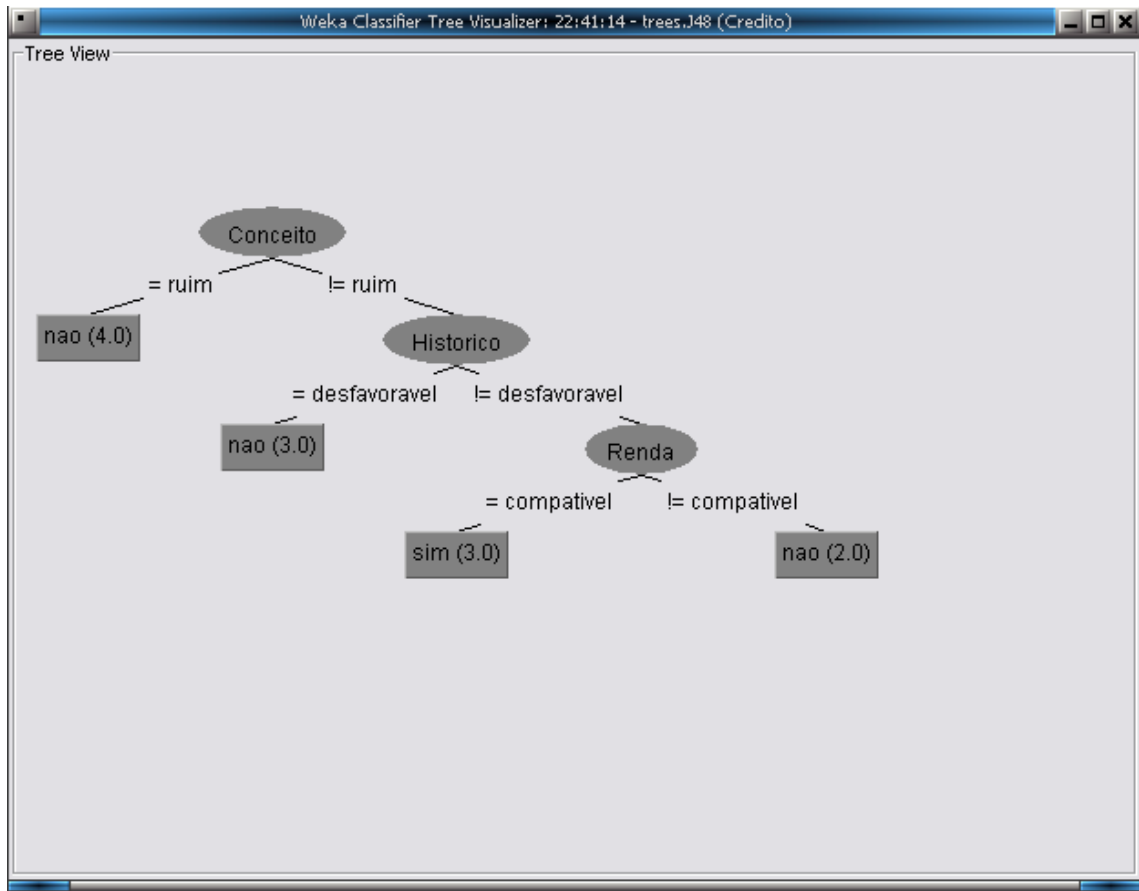 Weka Classifier Tree Visualizer: 22:41:14 - trees.J48 (Credito)
Tree View
Conceito
= ruim
!= ruim
nao (4.0)
Historico
= desfavoravel
!= desfavoravel
nao (3.0)
Renda
= compativel
!= compativel
sim (3.0)
nao (2.0)